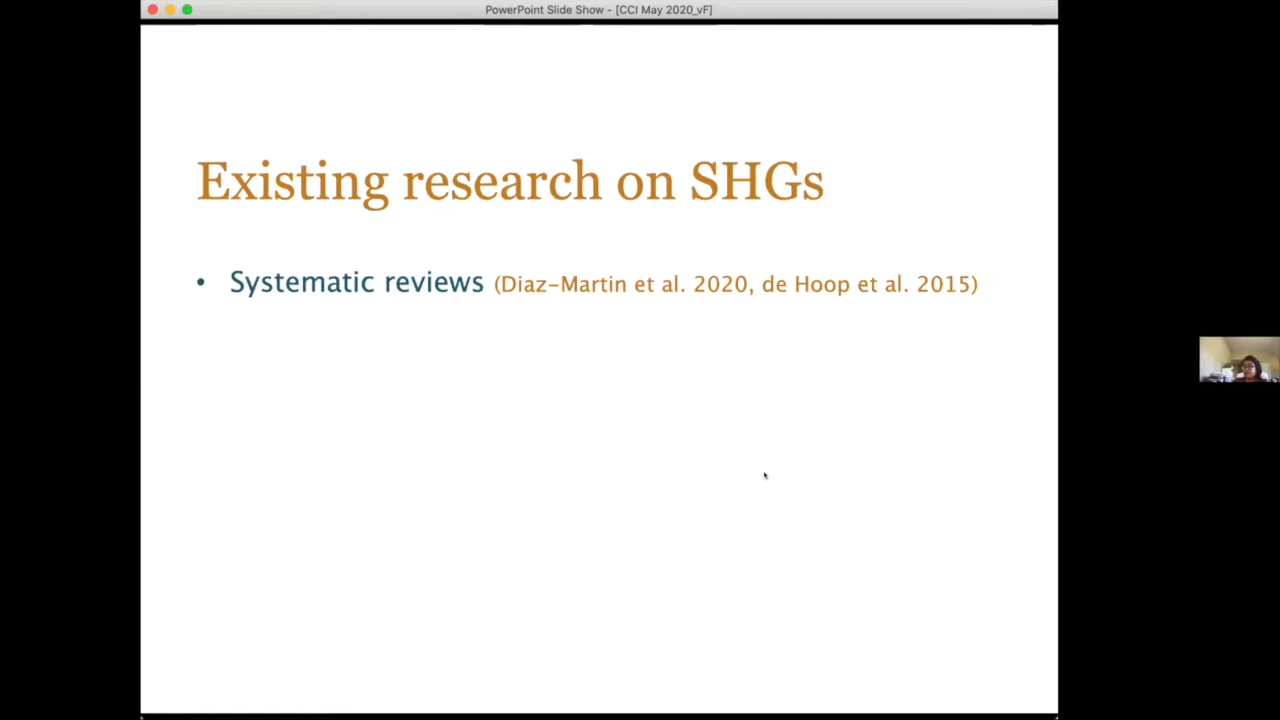 PowerPoint Slide Show - [CCI May 2020_vF]
Existing research on SHGs
• Systematic reviews (Diaz-Martin et al. 2020, de Hoop et al. 2015)